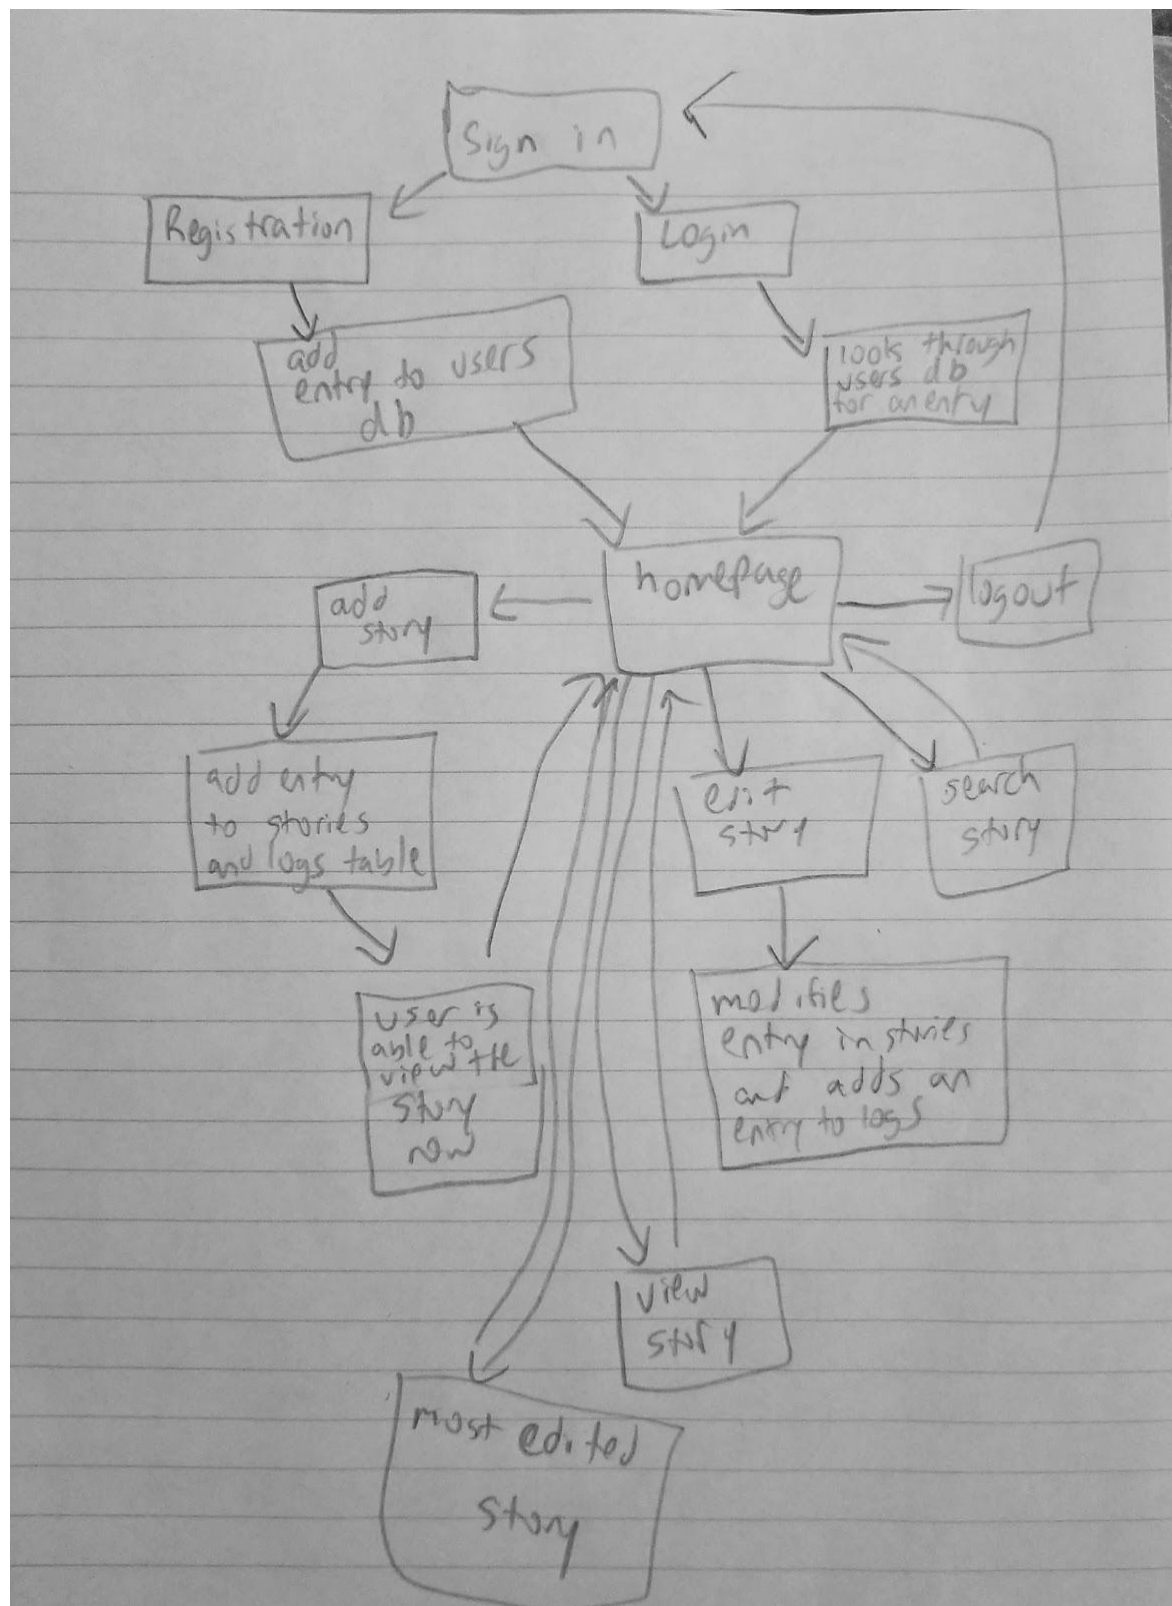 Sign in
Registration
Login
add
entry to users
db
looks through
users db
for an entry
homepage
logout
add
story
add entry
to stories
and logs table
edit
story
search
story
user is
able to
view the
story
now
modifies
entry in stories
and adds an
entry to logs
view
story
most edited
story